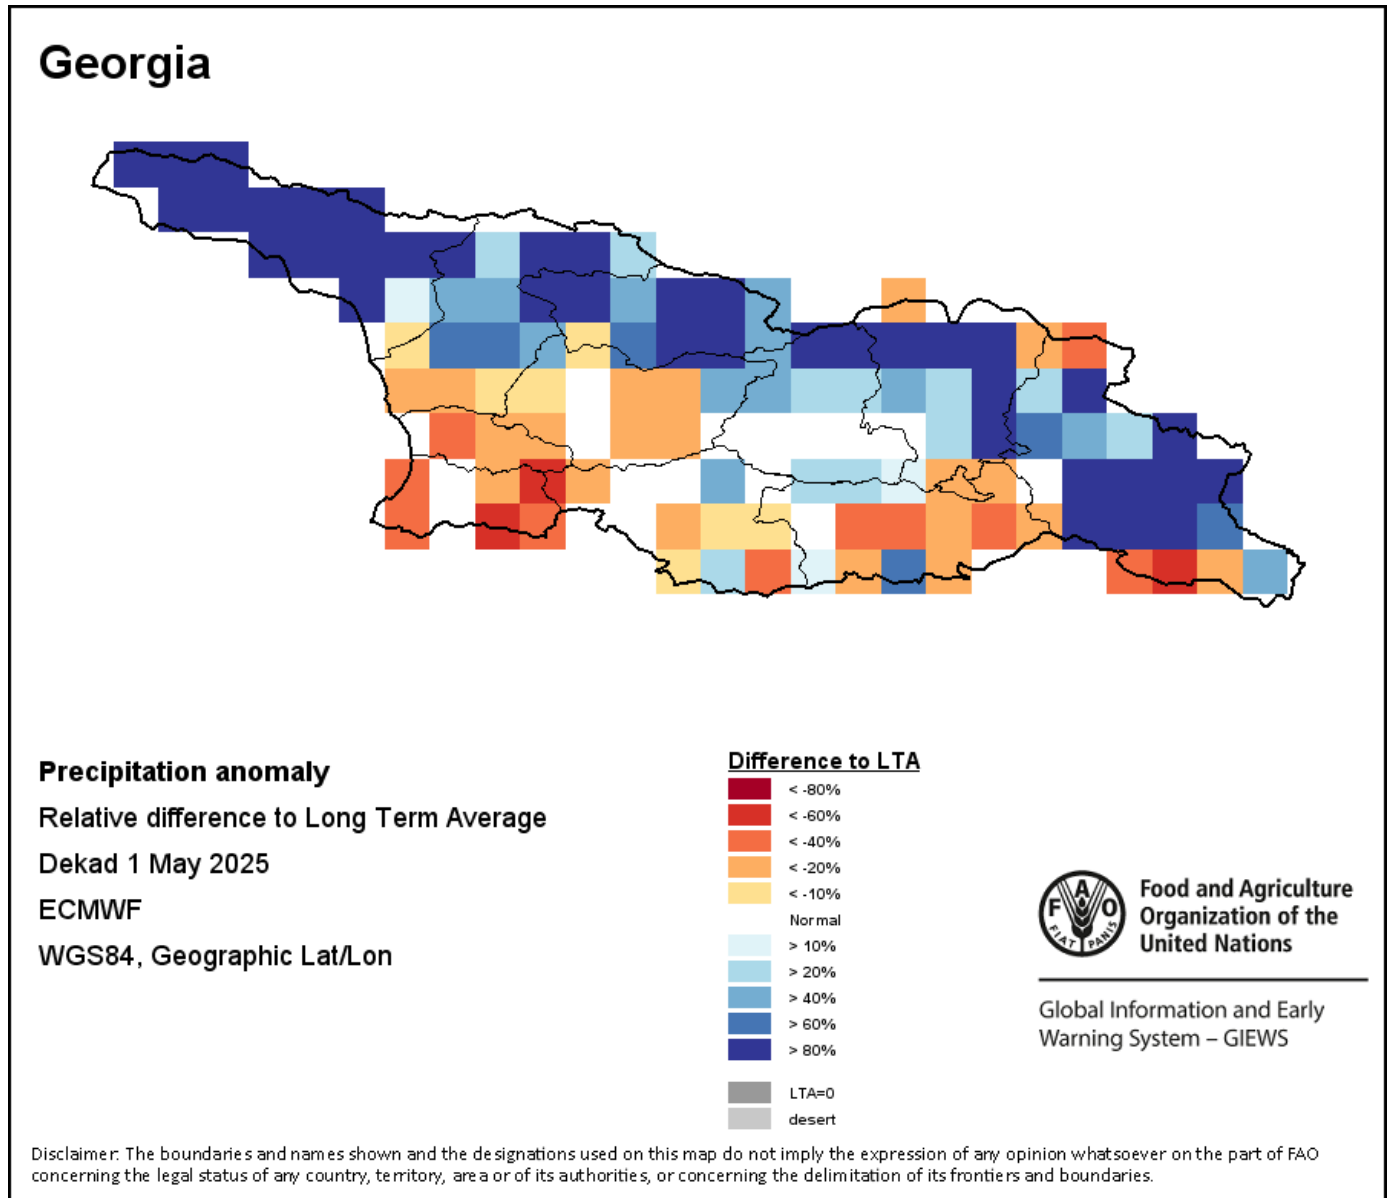 Georgia
Precipitation anomaly
Relative difference to Long Term Average
Dekad 1 May 2025
ECMWF
WGS84, Geographic Lat/Lon
Difference to LTA
< -80%
< -60%
< -40%
< -20%
< -10%
Normal
> 10%
> 20%
> 40%
> 60%
> 80%
LTA=0
desert
F A O
FIAT PANIS
Food and Agriculture
Organization of the
United Nations
Global Information and Early
Warning System – GIEWS
Disclaimer: The boundaries and names shown and the designations used on this map do not imply the expression of any opinion whatsoever on the part of FAO
concerning the legal status of any country, territory, area or of its authorities, or concerning the delimitation of its frontiers and boundaries.